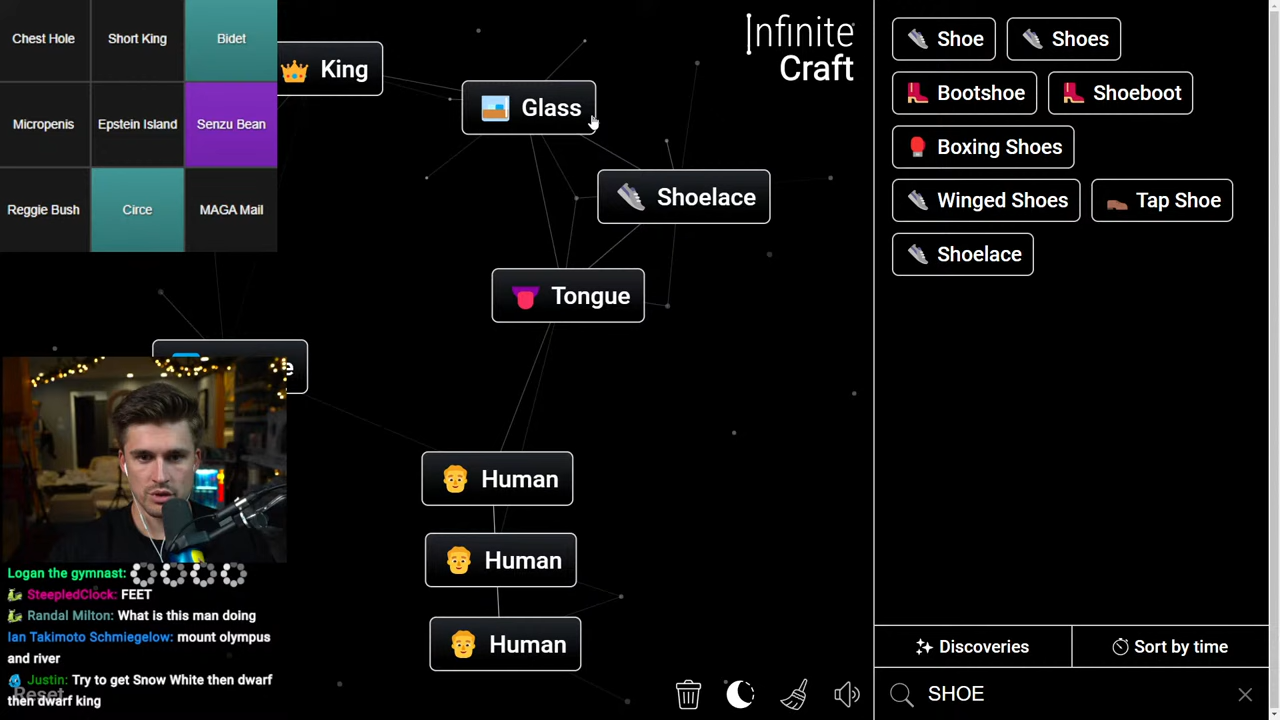 Chest Hole
Short King
Bidet
Micropenis
Epstein Island
Senzu Bean
Reggie Bush
Circe
MAGA Mail
King
Glass
Shoelace
Tongue
e
Human
Human
Human
Infinite
Craft
Shoe
Shoes
Bootshoe
Shoeboot
Boxing Shoes
Winged Shoes
Tap Shoe
Shoelace
Discoveries
Sort by time
SHOE
Logan the gymnast:
SteepledClock: FEET
Randal Milton: What is this man doing
Ian Takimoto Schmiegelow: mount olympus
and river
Justin: Try to get Snow White then dwarf
then dwarf king
Reset